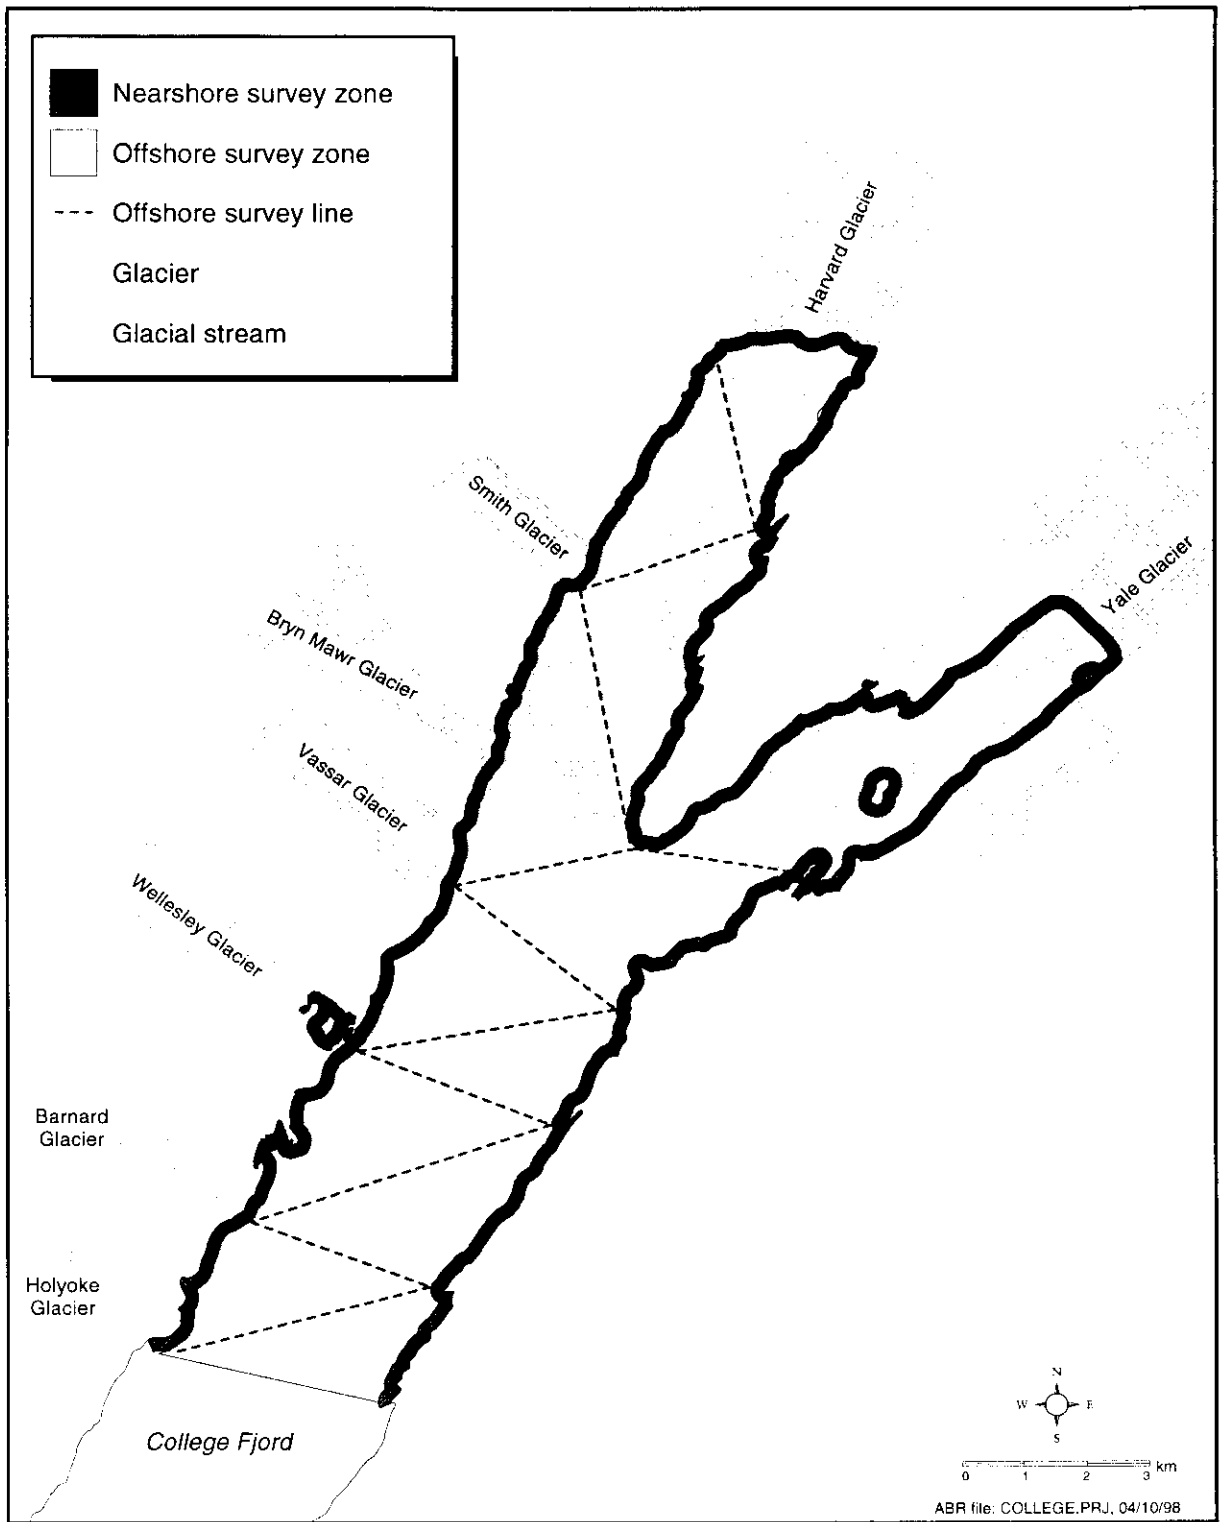 Nearshore survey zone
Offshore survey zone
Offshore survey line
Glacier
Glacial stream
Harvard Glacier
Smith Glacier
Yale Glacier
Bryn Mawr Glacier
Vassar Glacier
Wellesley Glacier
Barnard
Glacier
Holyoke
Glacier
College Fjord
N
W E
S
0 1 2 3 km
ABR file: COLLEGE.PRJ, 04/10/98